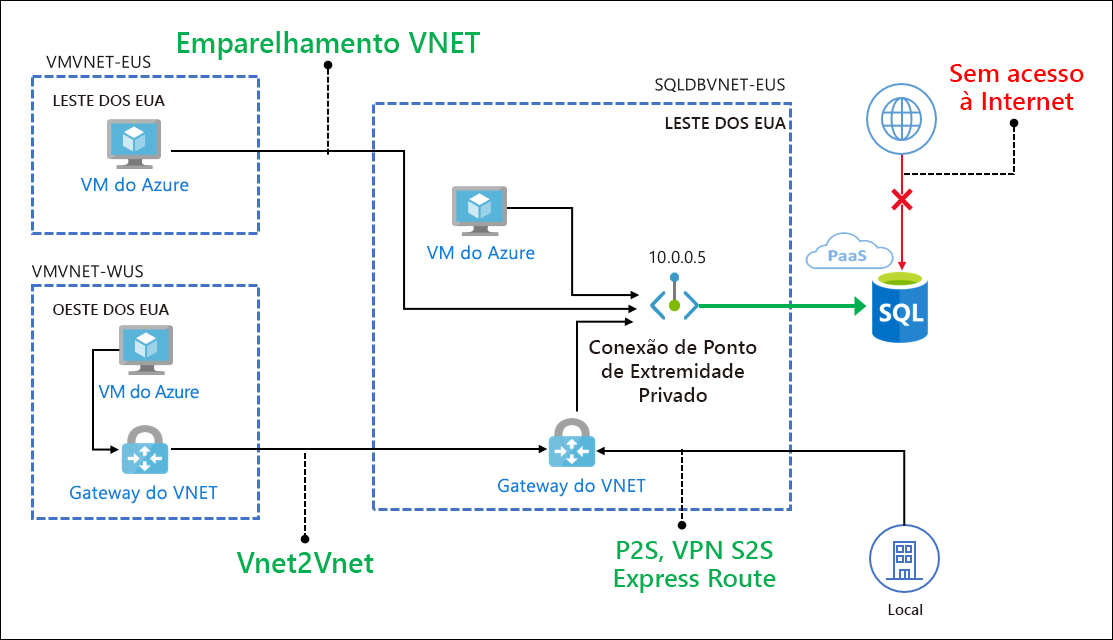 Emparelhamento VNET
VMVNET-EUS
LESTE DOS EUA
VM do Azure
SQLDBVNET-EUS
LESTE DOS EUA
Sem acesso
à Internet
VM do Azure
10.0.0.5
PaaS
SQL
Conexão de Ponto
de Extremidade
Privado
VMVNET-WUS
OESTE DOS EUA
VM do Azure
Gateway do VNET
Gateway do VNET
Vnet2Vnet
P2S, VPN S2S
Express Route
Local